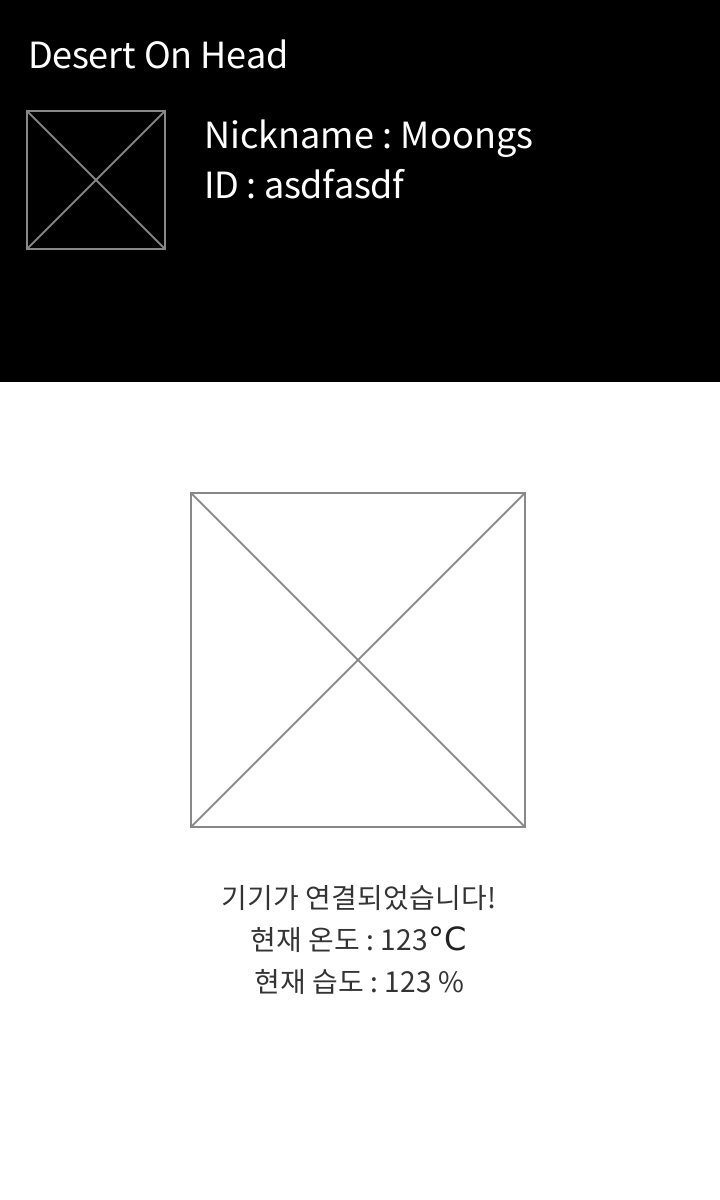 Desert On Head
Nickname : Moongs
ID : asdfasdf
기기가 연결되었습니다!
현재 온도 : 123℃
현재 습도 : 123 %